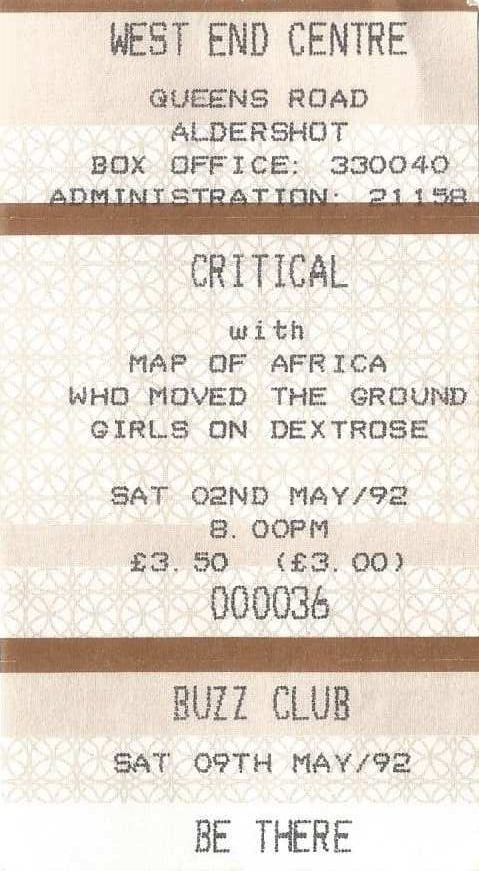 WEST END CENTRE
QUEENS ROAD
ALDERSHOT
BOX OFFICE: 330040
ADMINISTRATION: 21158
CRITICAL
with
MAP OF AFRICA
WHO MOVED THE GROUND
GIRLS ON DEXTROSE
SAT 02ND MAY/92
8.00PM
£3.50 (£3.00)
000036
BUZZ CLUB
SAT 09TH MAY/92
BE THERE